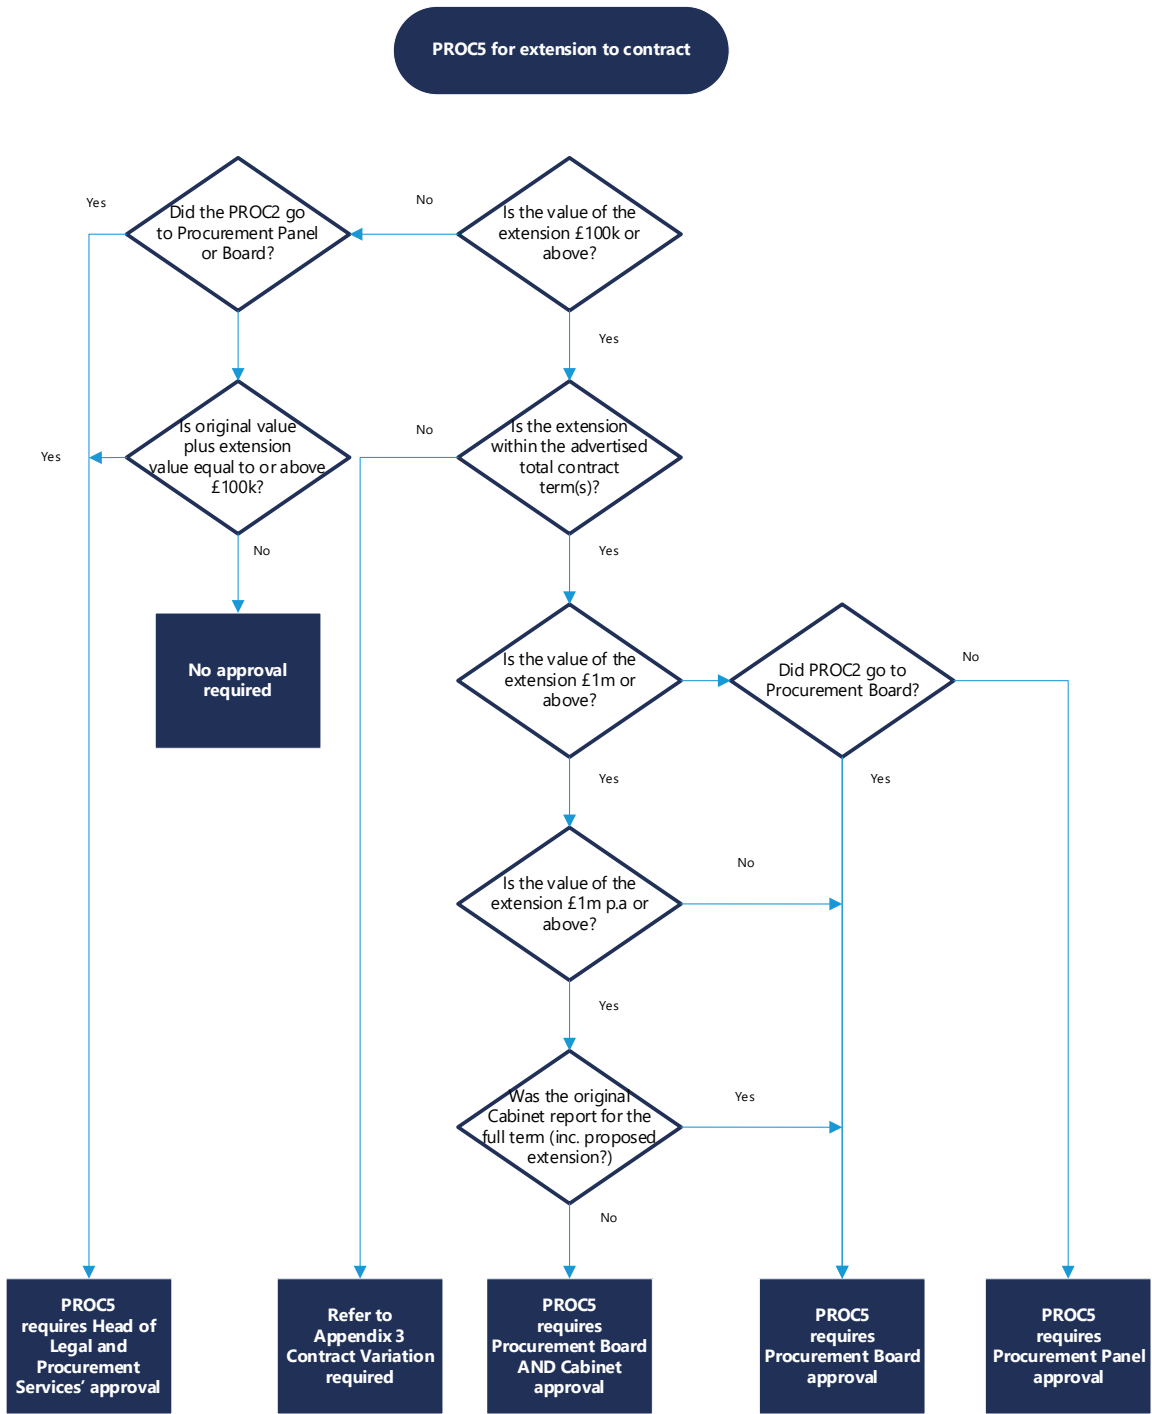 PROC5 for extension to contract
Yes
Did the PROC2 go
to Procurement Panel
or Board?
No
Is the value of the
extension £100k or
above?
Yes
Yes
Is original value
plus extension
value equal to or above
£100k?
No
Is the extension
within the advertised
total contract
term(s)?
No
Yes
No approval
required
Is the value of the
extension £1m or
above?
Did PROC2 go to
Procurement Board?
No
Yes
Yes
Is the value of the
extension £1m p.a or
above?
No
Yes
Was the original
Cabinet report for the
full term (inc. proposed
extension?)
Yes
No
PROC5
requires Head of
Legal and
Procurement
Services’ approval
Refer to
Appendix 3
Contract Variation
required
PROC5
requires
Procurement Board
AND Cabinet
approval
PROC5
requires
Procurement Board
approval
PROC5
requires
Procurement Panel
approval